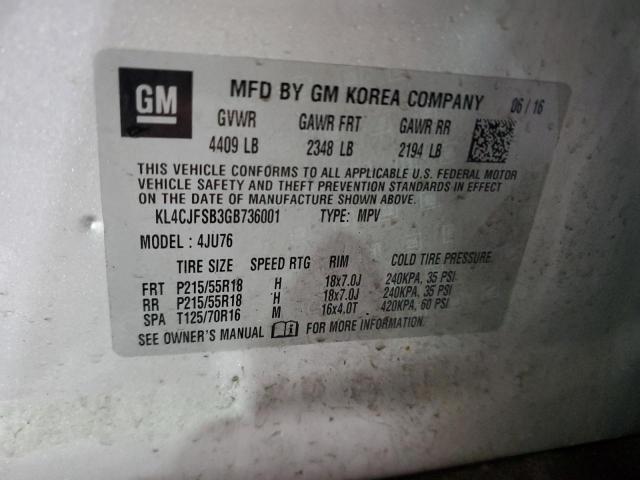 GM
MFD BY GM KOREA COMPANY 06/16
GVWR GAWR FRT GAWR RR
4409 LB 2348 LB 2194 LB
THIS VEHICLE CONFORMS TO ALL APPLICABLE U.S. FEDERAL MOTOR
VEHICLE SAFETY AND THEFT PREVENTION STANDARDS IN EFFECT
ON THE DATE OF MANUFACTURE SHOWN ABOVE.
KL4CJFSB3GB736001 TYPE: MPV
MODEL: 4JU76
TIRE SIZE SPEED RTG RIM COLD TIRE PRESSURE
FRT P215/55R18 H 18x7.0J 240KPA, 35 PSI
RR P215/55R18 H 18x7.0J 240KPA, 35 PSI
SPA T125/70R16 M 16x4.0T 420KPA, 60 PSI
SEE OWNER'S MANUAL FOR MORE INFORMATION.